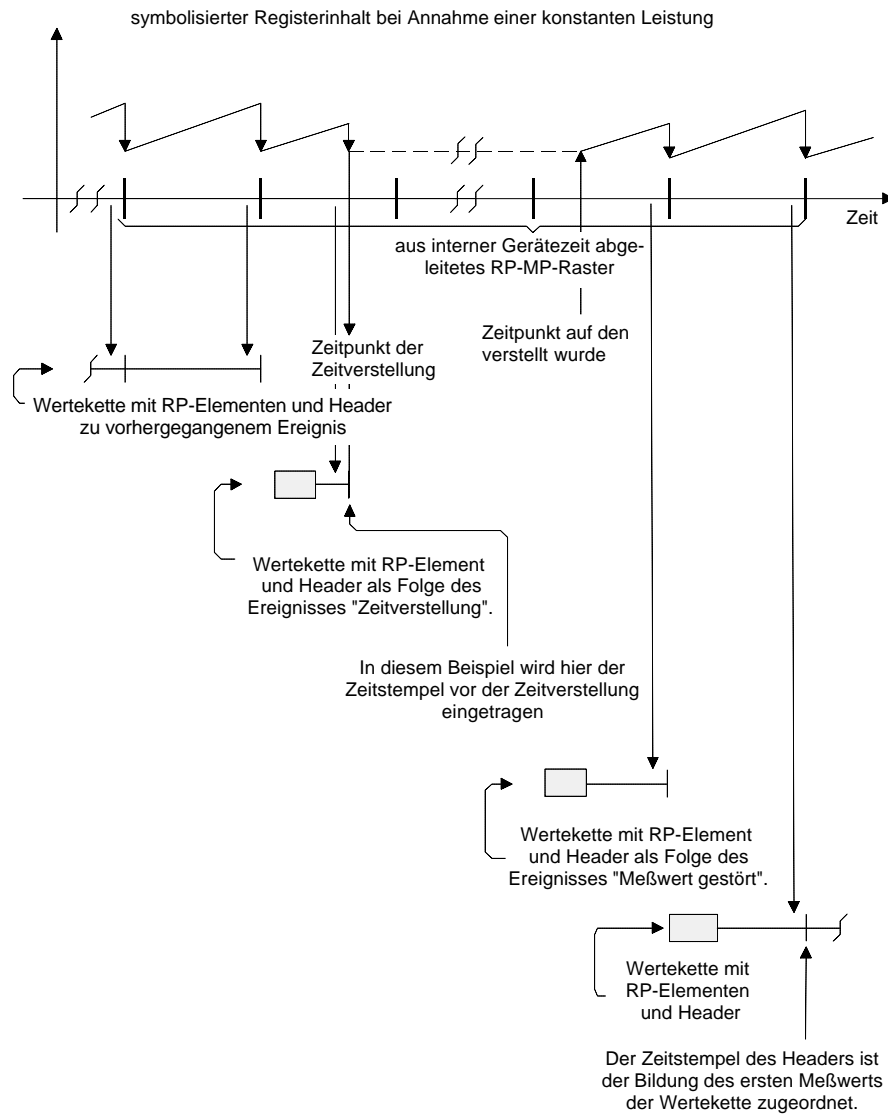 symbolisierter Registerinhalt bei Annahme einer konstanten Leistung
Zeit
aus interner Gerätezeit abge-
leitetes RP-MP-Raster
Zeitpunkt der
Zeitverstellung
Zeitpunkt auf den
verstellt wurde
Wertekette mit RP-Elementen und Header
zu vorhergegangenem Ereignis
Wertekette mit RP-Element
und Header als Folge des
Ereignisses "Zeitverstellung".
In diesem Beispiel wird hier der
Zeitstempel vor der Zeitverstellung
eingetragen
Wertekette mit RP-Element
und Header als Folge des
Ereignisses "Meßwert gestört".
Wertekette mit
RP-Elementen
und Header
Der Zeitstempel des Headers ist
der Bildung des ersten Meßwerts
der Wertekette zugeordnet.